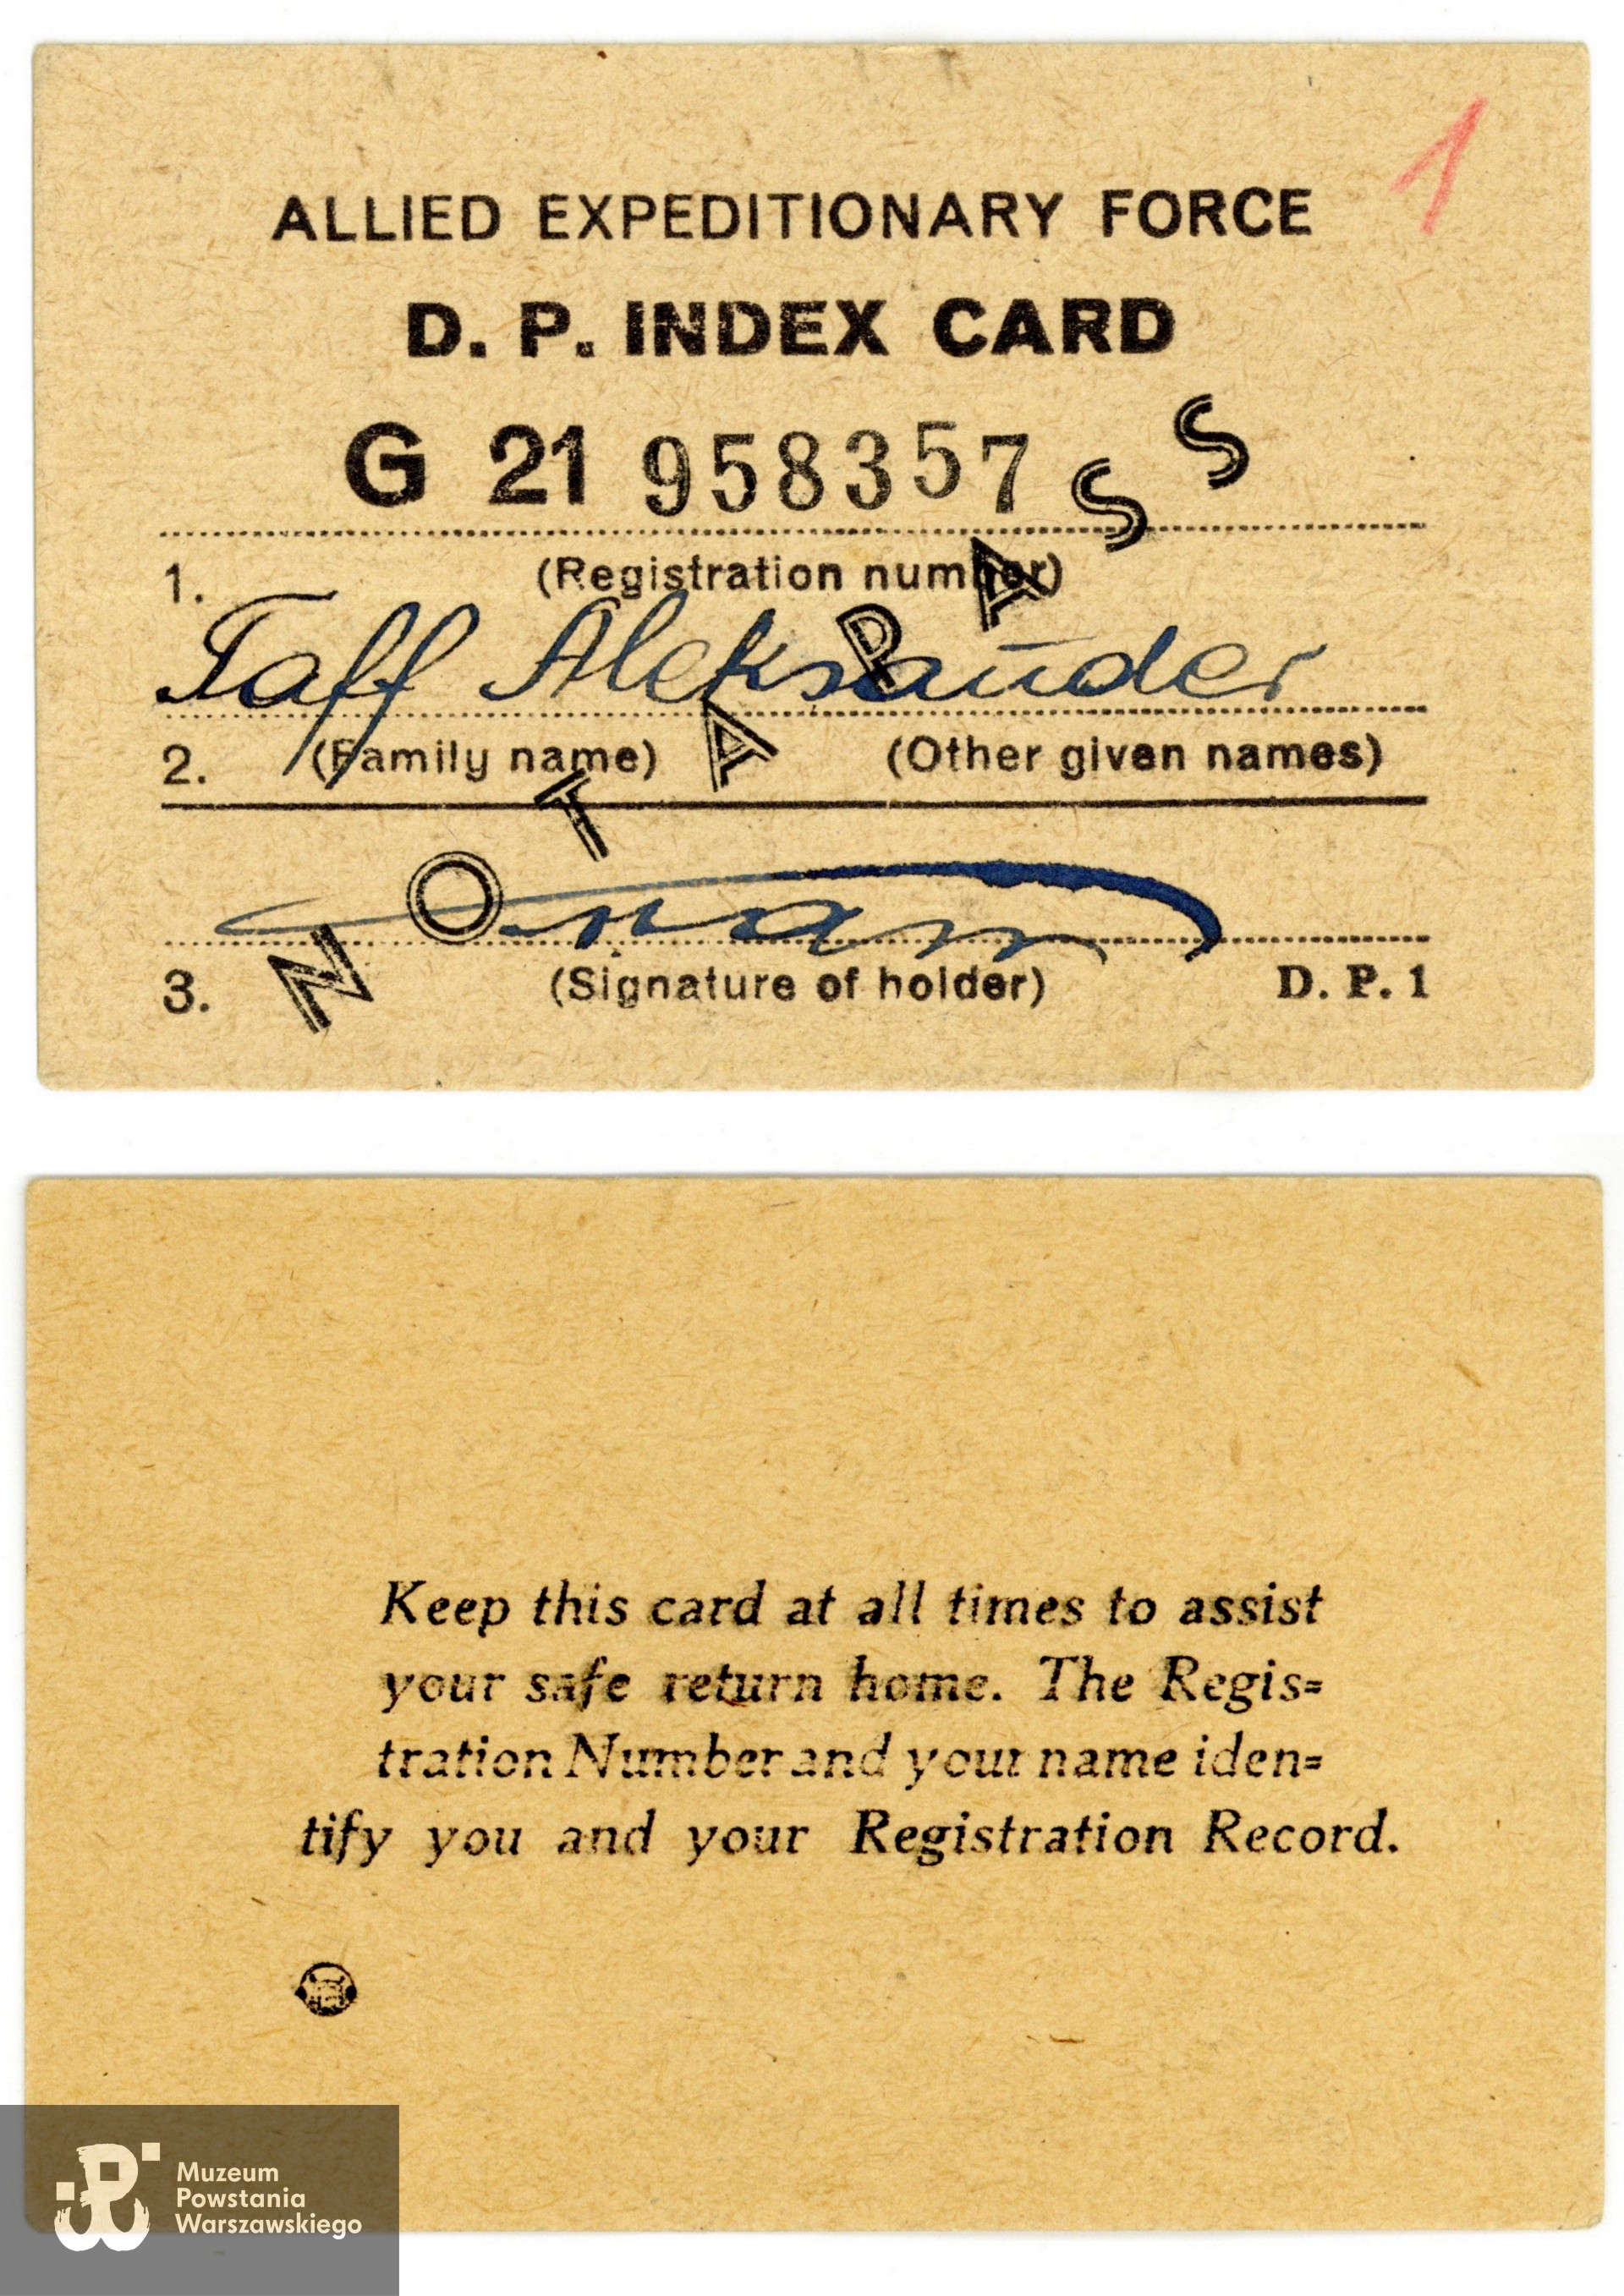 1
ALLIED EXPEDITIONARY FORCE
D. P. INDEX CARD
G 21 958357
1. (Registration number)
Taff Aleksander
2. (Family name) (Other given names)
3. (Signature of holder) D. P. 1
NOT A PASS
Keep this card at all times to assist
your safe return home. The Regis=
tration Number and your name iden=
tify you and your Registration Record.
Muzeum
Powstania
Warszawskiego